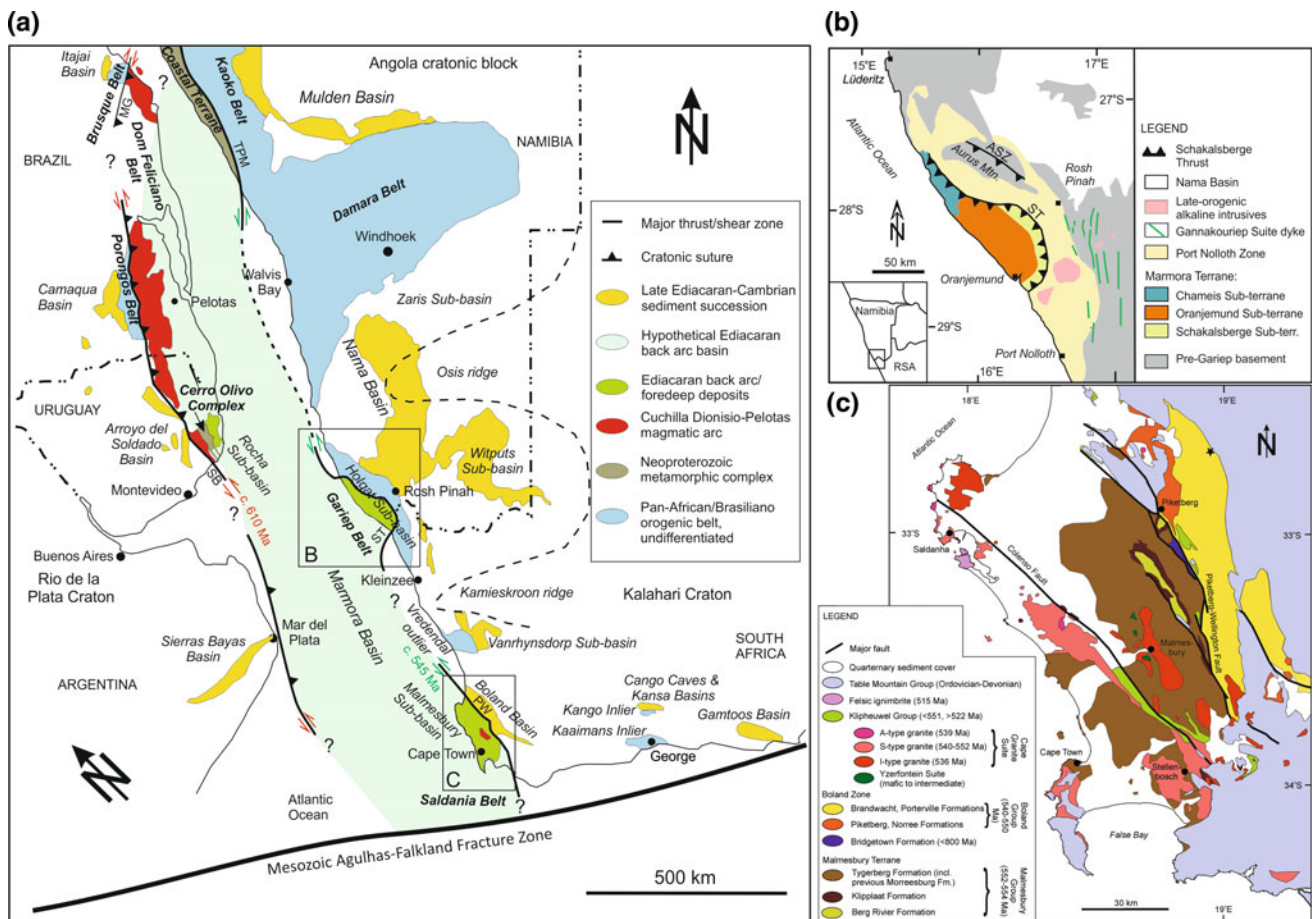 (a)
Itajai
Basin
Brusque Belt
MG
?
Coastal Terrane
Kaoko Belt
TPM
Angola cratonic block
Mulden Basin
N
NAMIBIA
BRAZIL
?
Dom Feliciano
Belt
Damara Belt
Windhoek
Walvis
Bay
Porongos Belt
Camaqua
Basin
Pelotas
Zaris Sub-basin
Nama Basin
Osis ridge
URUGUAY
Cerro Olivo
Complex
Arroyo del
Soldado
Basin
Rocha
Sub-basin
SB
Montevideo
c. 610 Ma
?
Witputs
Sub-basin
Holgat Sub-basin
Rosh Pinah
Gariep Belt
ST
B
Kleinzee
?
Buenos Aires
Rio de la
Plata Craton
Marmora Basin
Kamieskroon ridge
Kalahari Craton
Mar del
Plata
Sierras Bayas
Basin
Vredendal
outlier
Vanrhynsdorp Sub-basin
SOUTH
AFRICA
ARGENTINA
?
c. 545 Ma
Malmesbury
Sub-basin
Boland Basin
PW
Cango Caves &
Kansa Basins
Kango Inlier
Gamtoos Basin
Kaaimans Inlier
George
Cape Town
C
N
Atlantic
Ocean
Saldania Belt
?
Mesozoic Agulhas-Falkland Fracture Zone
500 km
Major thrust/shear zone
Cratonic suture
Late Ediacaran-Cambrian
sediment succession
Hypothetical Ediacaran
back arc basin
Ediacaran back arc/
foredeep deposits
Cuchilla Dionisio-Pelotas
magmatic arc
Neoproterozoic
metamorphic complex
Pan-African/Brasiliano
orogenic belt,
undifferentiated
(b)
15°E
17°E
Lüderitz
27°S
Atlantic Ocean
ASZ
Aurus Mtn.
Rosh
Pinah
28°S
ST
N
50 km
Oranjemund
Namibia
RSA
29°S
Port Nolloth
16°E
LEGEND
Schakalsberge
Thrust
Nama Basin
Late-orogenic
alkaline intrusives
Gannakouriep Suite dyke
Port Nolloth Zone
Marmora Terrane:
Chameis Sub-terrane
Oranjemund Sub-terrane
Schakalsberge Sub-terr.
Pre-Gariep basement
(c)
18°E
19°E
Atlantic Ocean
N
Piketberg
33°S
33°S
Saldanha
Colenso Fault
Piketberg-Wellington Fault
Malmes-
bury
Cape Town
Stellen-
bosch
34°S
False Bay
30 km
19°E
LEGEND
Major fault
Quaternary sediment cover
Table Mountain Group (Ordovician-Devonian)
Felsic ignimbrite (515 Ma)
Klipheuwel Group (<551, >522 Ma)
A-type granite (539 Ma)
S-type granite (540-552 Ma)
I-type granite (536 Ma)
Yzerfontein Suite
(mafic to intermediate)
Cape
Granite
Suite
Boland Zone
Brandwacht, Porterville Formations
Piketberg, Norree Formations
Bridgetown Formation (<800 Ma)
Boland
Group
(540-550
Ma)
Malmesbury Terrane
Tygerberg Formation (incl.
previous Morreesburg Fm.)
Klipplaat Formation
Berg Rivier Formation
Malmesbury
Group
(552-554 Ma)